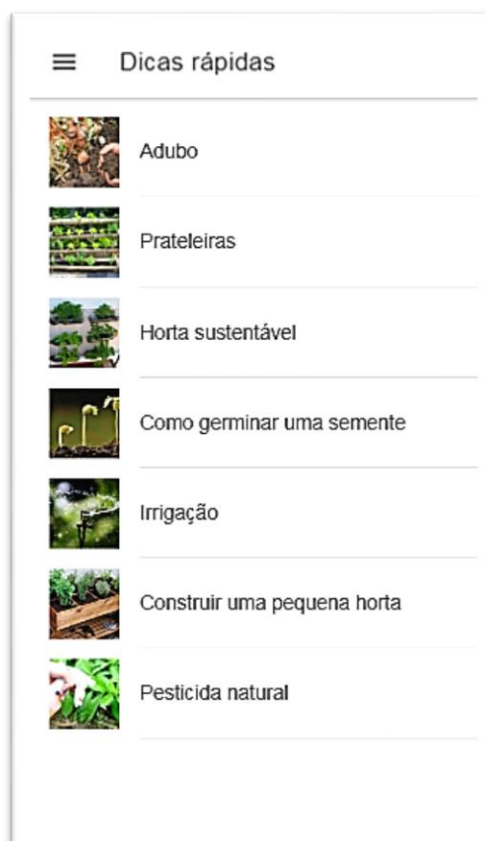 Dicas rápidas
Adubo
Prateleiras
Horta sustentável
Como germinar uma semente
Irrigação
Construir uma pequena horta
Pesticida natural